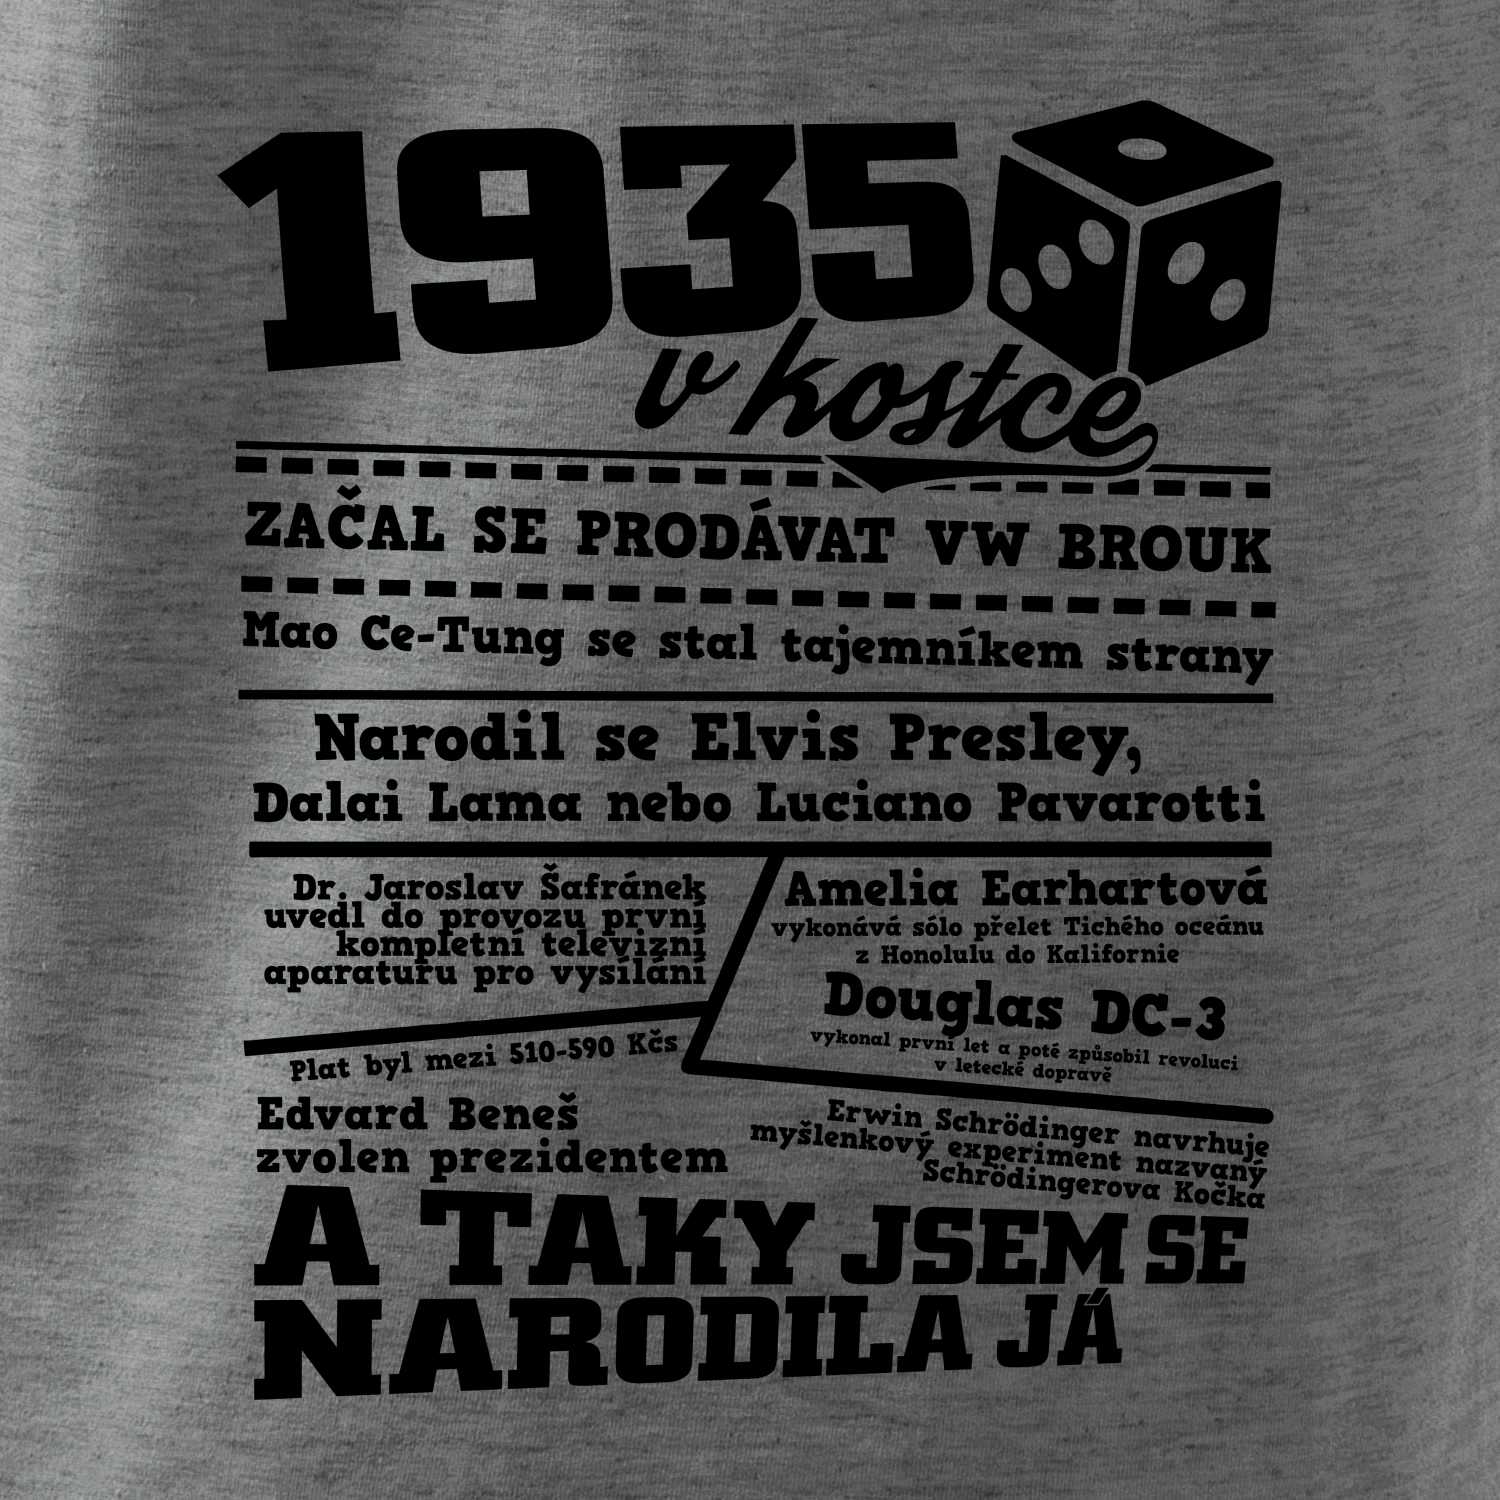 1935
v kostce
ZAČAL SE PRODÁVAT VW BROUK
Mao Ce-Tung se stal tajemníkem strany
Narodil se Elvis Presley,
Dalai Lama nebo Luciano Pavarotti
Dr. Jaroslav Šafránek
uvedl do provozu první
kompletní televizní
aparaturu pro vysílání
Plat byl mezi 510-590 Kčs
Amelia Earhartová
vykonává sólo přelet Tichého oceánu
z Honolulu do Kalifornie
Douglas DC-3
vykonal první let a poté způsobil revoluci
v letecké dopravě
Edvard Beneš
zvolen prezidentem
Erwin Schrödinger navrhuje
myšlenkový experiment nazvaný
Schrödingerova Kočka
A TAKY JSEM SE
NARODILA JÁ